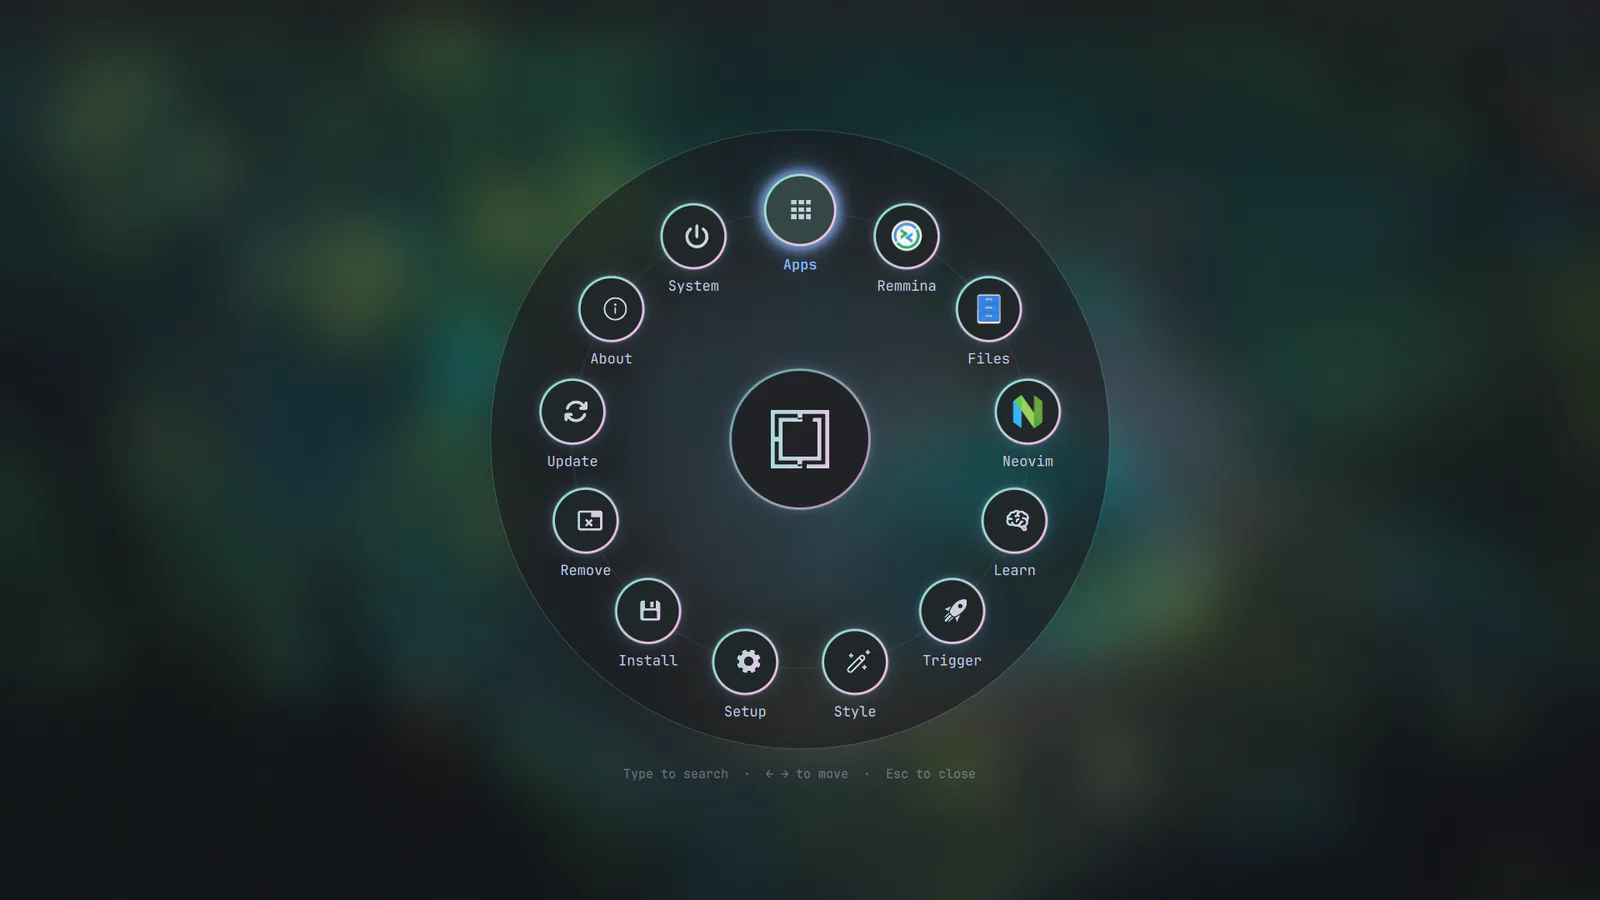 Apps
System
Remmina
About
Files
Update
Neovim
Remove
Learn
Install
Trigger
Setup
Style
Type to search · ← → to move · Esc to close